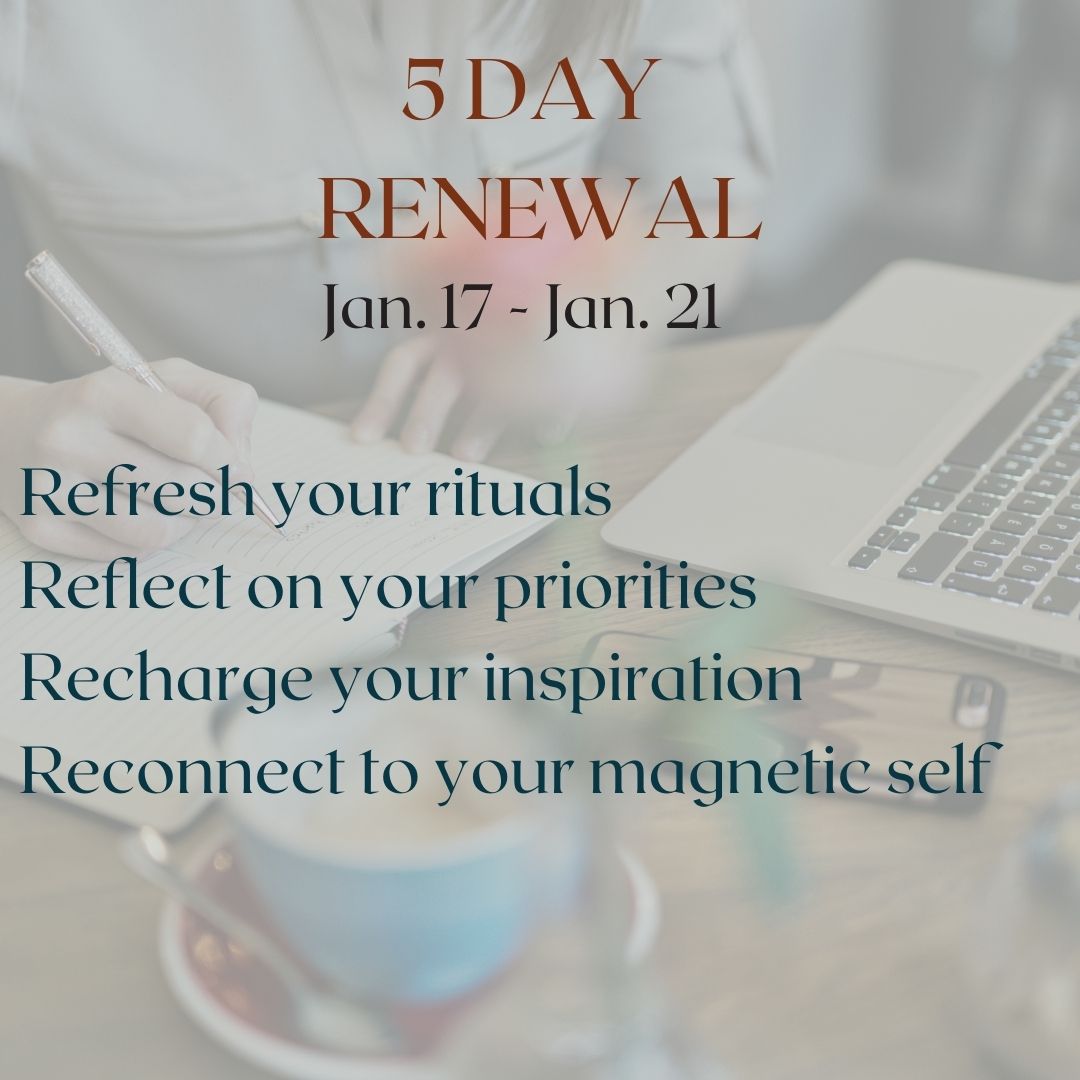 5 DAY
RENEWAL
Jan. 17 - Jan. 21
Refresh your rituals
Reflect on your priorities
Recharge your inspiration
Reconnect to your magnetic self